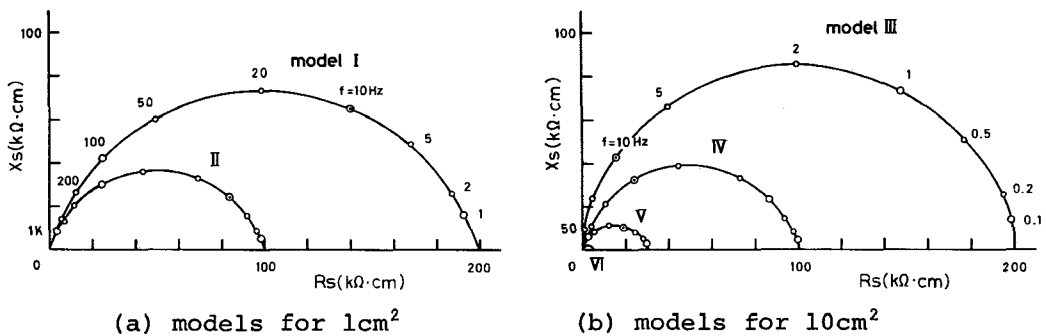 100
model I
20
f=10Hz
50
5
100
II
200
2
1
1K
Xs(kΩ·cm)
0
100
200
Rs(kΩ·cm)
(a) models for 1cm²
100
model III
2
1
5
0.5
f=10Hz
IV
0.2
V
0.1
50
VI
Xs(kΩ·cm)
0
100
200
Rs(kΩ·cm)
(b) models for 10cm²